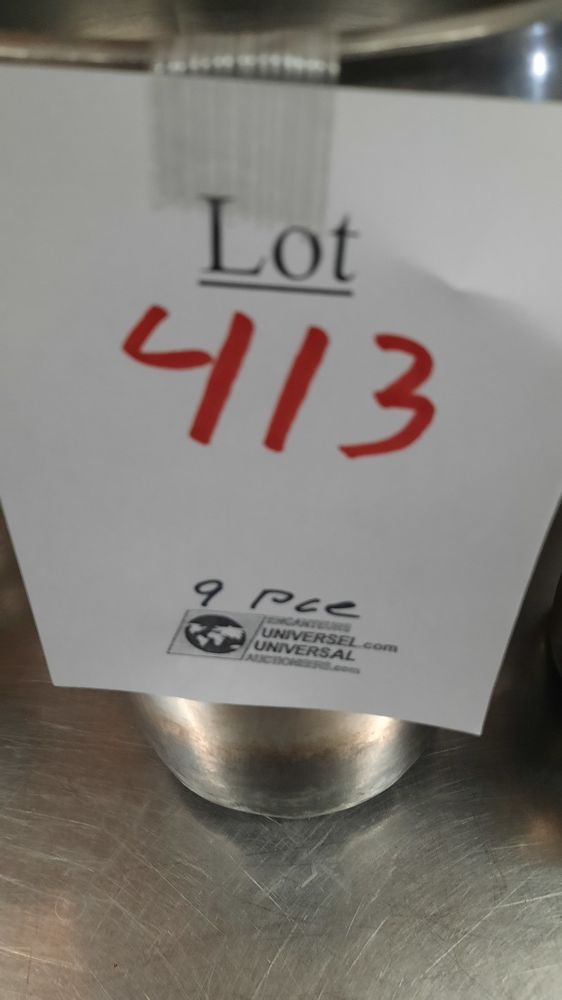 Lot
413
9 pce
ENCANTEURS
UNIVERSEL.com
UNIVERSAL
AUCTIONEERS.com